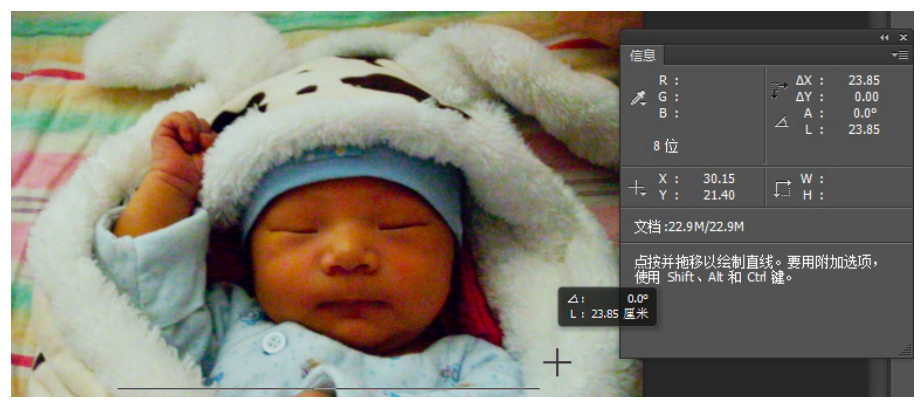 信息
R :
G :
B :
8 位
ΔX : 23.85
ΔY : 0.00
A : 0.0°
L : 23.85
X : 30.15
Y : 21.40
W :
H :
文档:22.9M/22.9M
点按并拖移以绘制直线。要用附加选项，
使用 Shift、Alt 和 Ctrl 键。
: 0.0°
L : 23.85 厘米